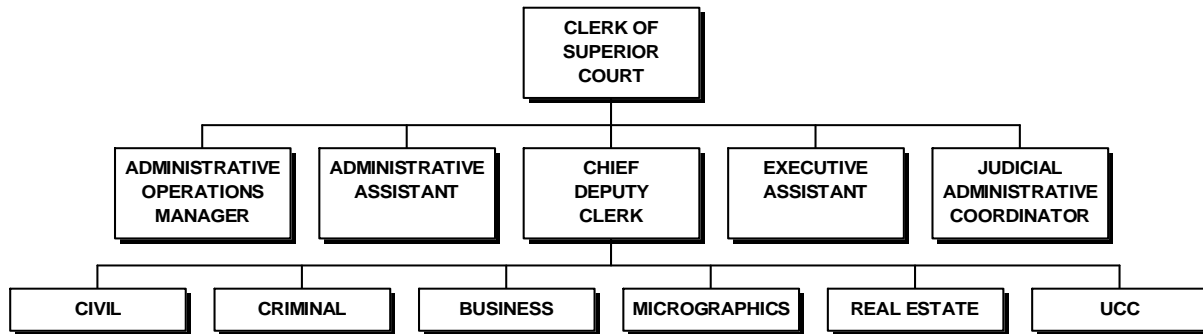 CLERK OF
SUPERIOR
COURT
ADMINISTRATIVE
OPERATIONS
MANAGER
ADMINISTRATIVE
ASSISTANT
CHIEF
DEPUTY
CLERK
EXECUTIVE
ASSISTANT
JUDICIAL
ADMINISTRATIVE
COORDINATOR
CIVIL
CRIMINAL
BUSINESS
MICROGRAPHICS
REAL ESTATE
UCC